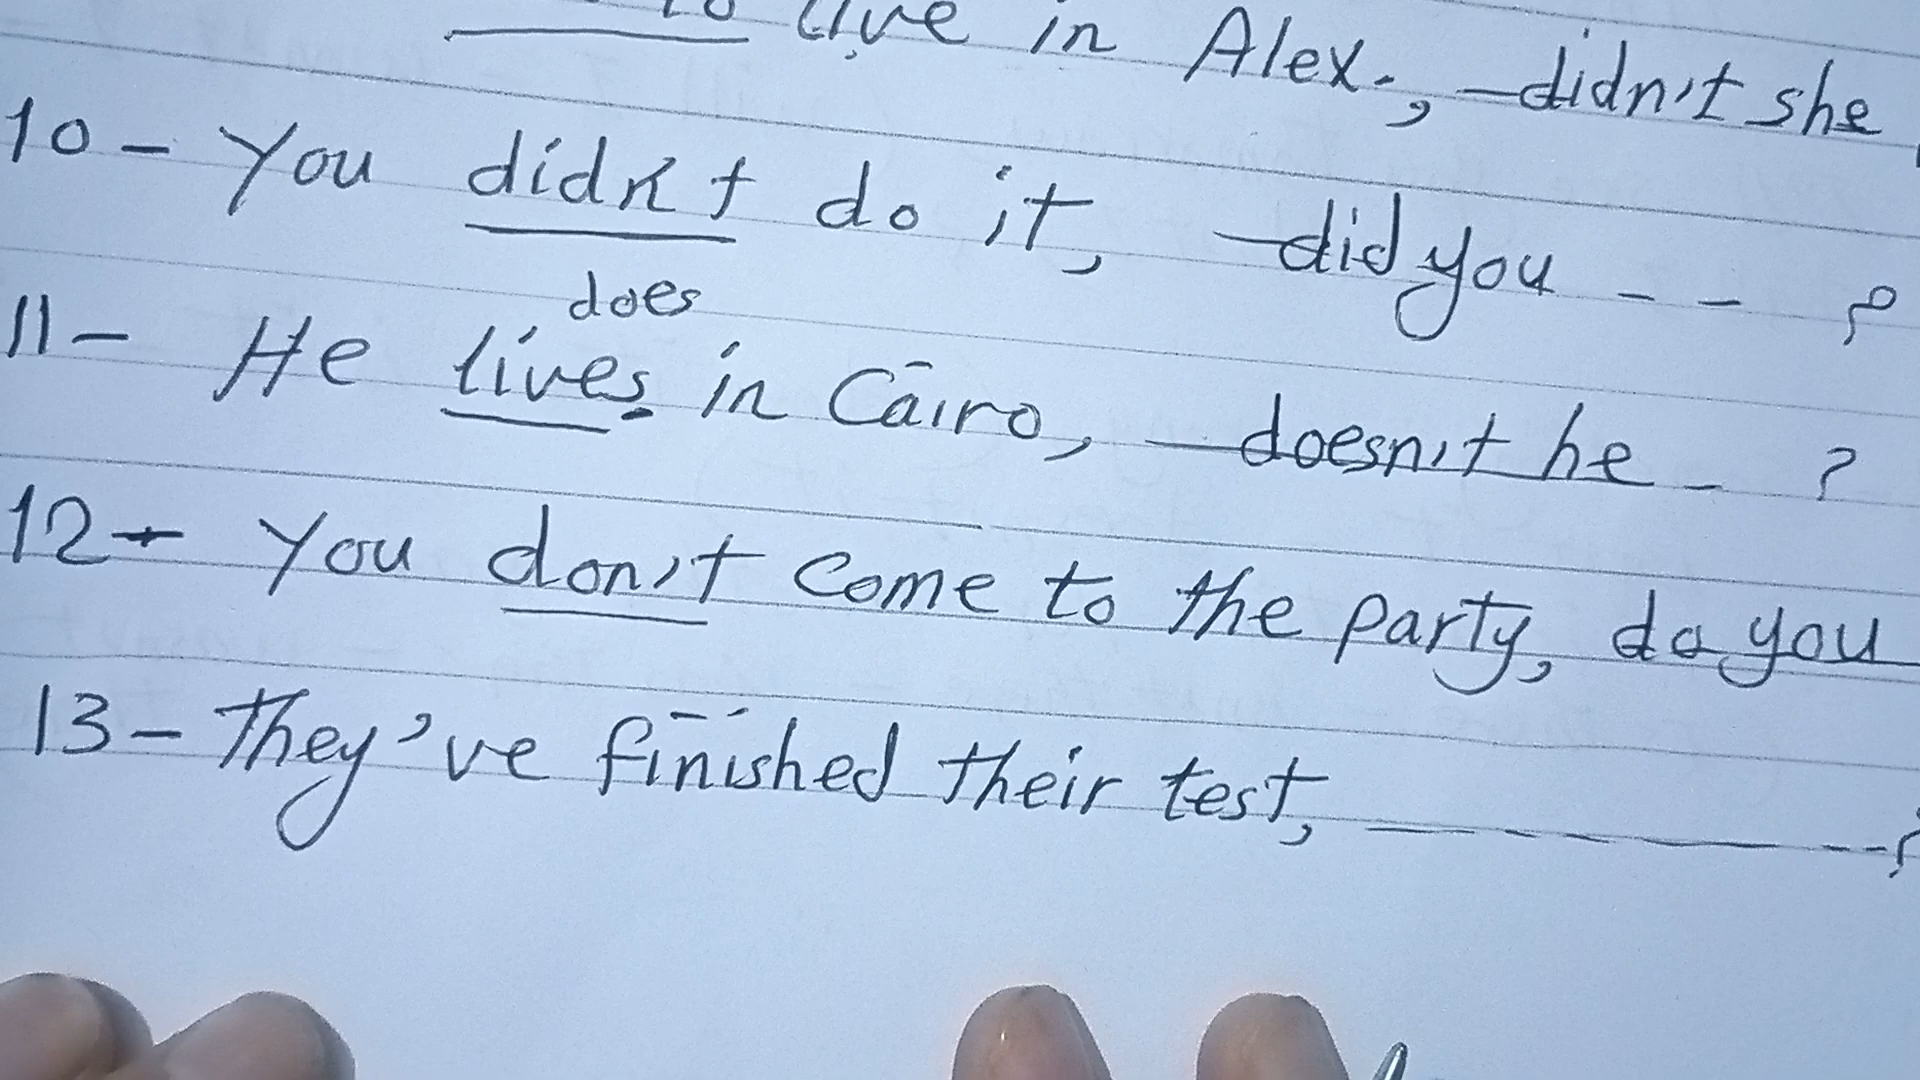 to live in Alex., didn't she
10 - You didn't do it, did you - - ?
does
11 - He lives in Cairo, doesn't he - ?
12 - You don't come to the party, do you
13 - They've finished their test, ----- ?